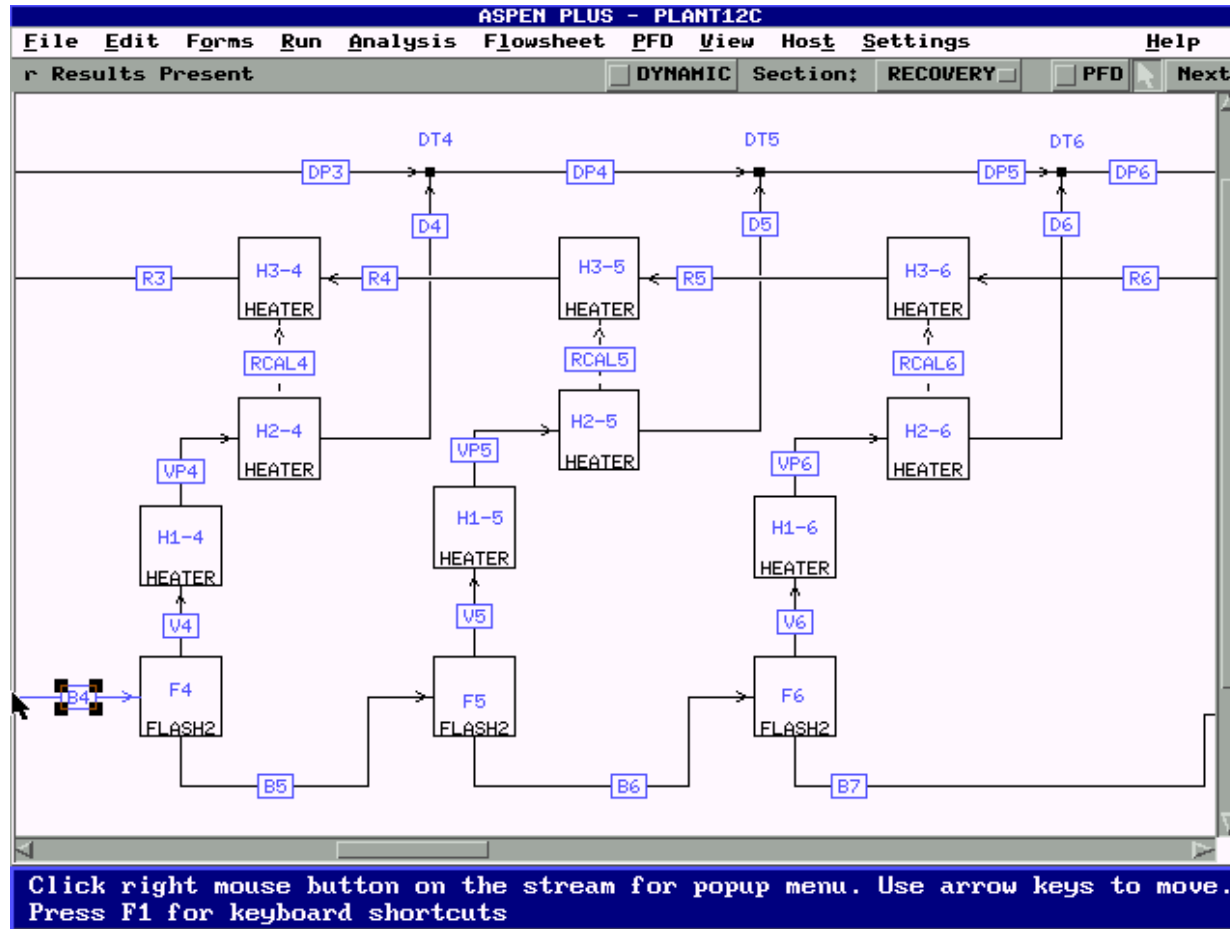 ASPEN PLUS - PLANT12C
File Edit Forms Run Analysis Flowsheet PFD View Host Settings Help
r Results Present DYNAMIC Section: RECOVERY PFD Next
DT4 DT5 DT6
DP3 DP4 DP5 DP6
D4 D5 D6
R3 H3-4 R4 H3-5 R5 H3-6 R6
HEATER HEATER HEATER
RCAL4 RCAL5 RCAL6
H2-4 H2-5 H2-6
VP4 HEATER VP5 HEATER VP6 HEATER
H1-4 H1-5 H1-6
HEATER HEATER HEATER
V4 V5 V6
B4 F4 F5 F6
FLASH2 FLASH2 FLASH2
B5 B6 B7
Click right mouse button on the stream for popup menu. Use arrow keys to move.
Press F1 for keyboard shortcuts